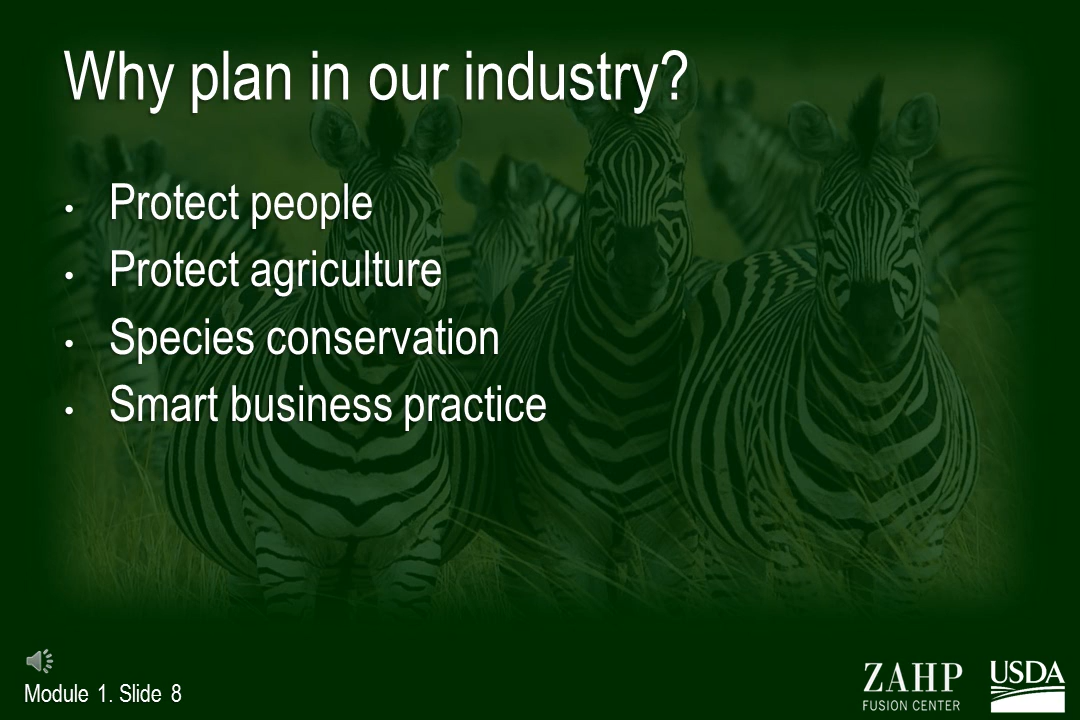 Why plan in our industry?
• Protect people
• Protect agriculture
• Species conservation
• Smart business practice
Module 1. Slide 8
ZAHP
FUSION CENTER
USDA